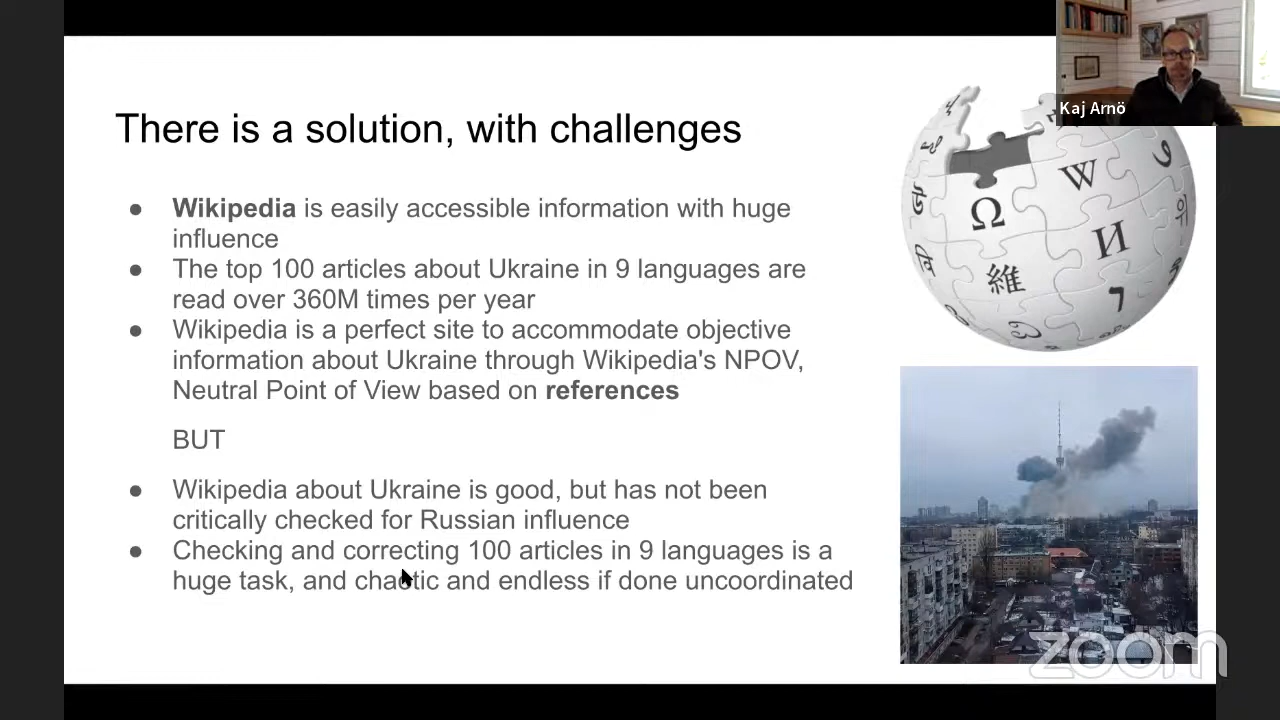 Kaj Arnö
There is a solution, with challenges
● Wikipedia is easily accessible information with huge
influence
● The top 100 articles about Ukraine in 9 languages are
read over 360M times per year
● Wikipedia is a perfect site to accommodate objective
information about Ukraine through Wikipedia's NPOV,
Neutral Point of View based on references
BUT
● Wikipedia about Ukraine is good, but has not been
critically checked for Russian influence
● Checking and correcting 100 articles in 9 languages is a
huge task, and chaotic and endless if done uncoordinated
W
Ω
И
維
위
zoom